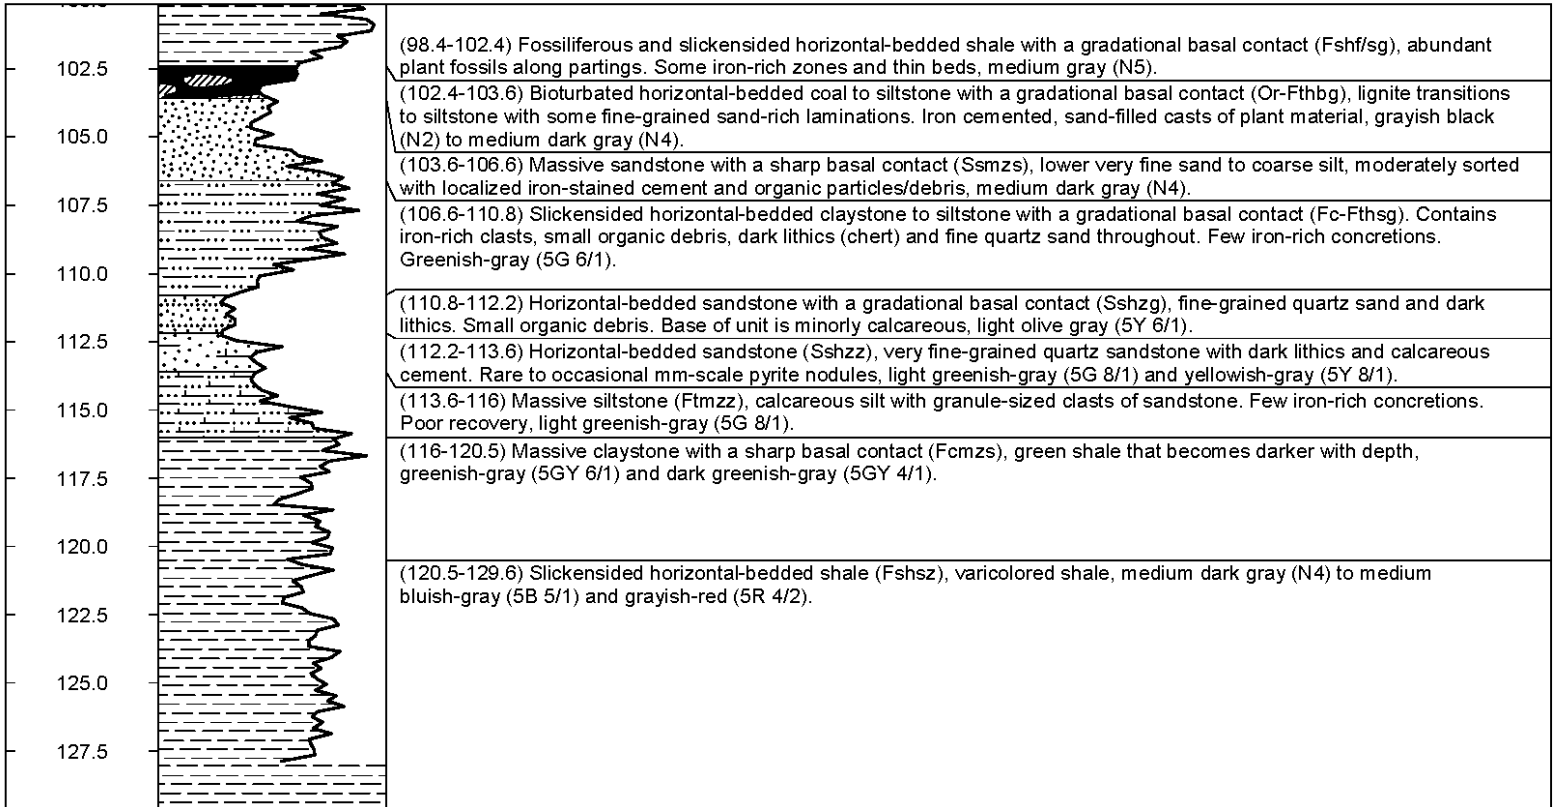 (98.4-102.4) Fossiliferous and slickensided horizontal-bedded shale with a gradational basal contact (Fshf/sg), abundant
plant fossils along partings. Some iron-rich zones and thin beds, medium gray (N5).
102.5
(102.4-103.6) Bioturbated horizontal-bedded coal to siltstone with a gradational basal contact (Or-Fthbg), lignite transitions
to siltstone with some fine-grained sand-rich laminations. Iron cemented, sand-filled casts of plant material, grayish black
(N2) to medium dark gray (N4).
105.0
(103.6-106.6) Massive sandstone with a sharp basal contact (Ssmzs), lower very fine sand to coarse silt, moderately sorted
with localized iron-stained cement and organic particles/debris, medium dark gray (N4).
107.5
(106.6-110.8) Slickensided horizontal-bedded claystone to siltstone with a gradational basal contact (Fc-Fthsg). Contains
iron-rich clasts, small organic debris, dark lithics (chert) and fine quartz sand throughout. Few iron-rich concretions.
Greenish-gray (5G 6/1).
110.0
(110.8-112.2) Horizontal-bedded sandstone with a gradational basal contact (Sshzg), fine-grained quartz sand and dark
lithics. Small organic debris. Base of unit is minorly calcareous, light olive gray (5Y 6/1).
112.5
(112.2-113.6) Horizontal-bedded sandstone (Sshzz), very fine-grained quartz sandstone with dark lithics and calcareous
cement. Rare to occasional mm-scale pyrite nodules, light greenish-gray (5G 8/1) and yellowish-gray (5Y 8/1).
115.0
(113.6-116) Massive siltstone (Ftmzz), calcareous silt with granule-sized clasts of sandstone. Few iron-rich concretions.
Poor recovery, light greenish-gray (5G 8/1).
(116-120.5) Massive claystone with a sharp basal contact (Fcmzs), green shale that becomes darker with depth,
greenish-gray (5GY 6/1) and dark greenish-gray (5GY 4/1).
117.5
120.0
(120.5-129.6) Slickensided horizontal-bedded shale (Fshsz), varicolored shale, medium dark gray (N4) to medium
bluish-gray (5B 5/1) and grayish-red (5R 4/2).
122.5
125.0
127.5